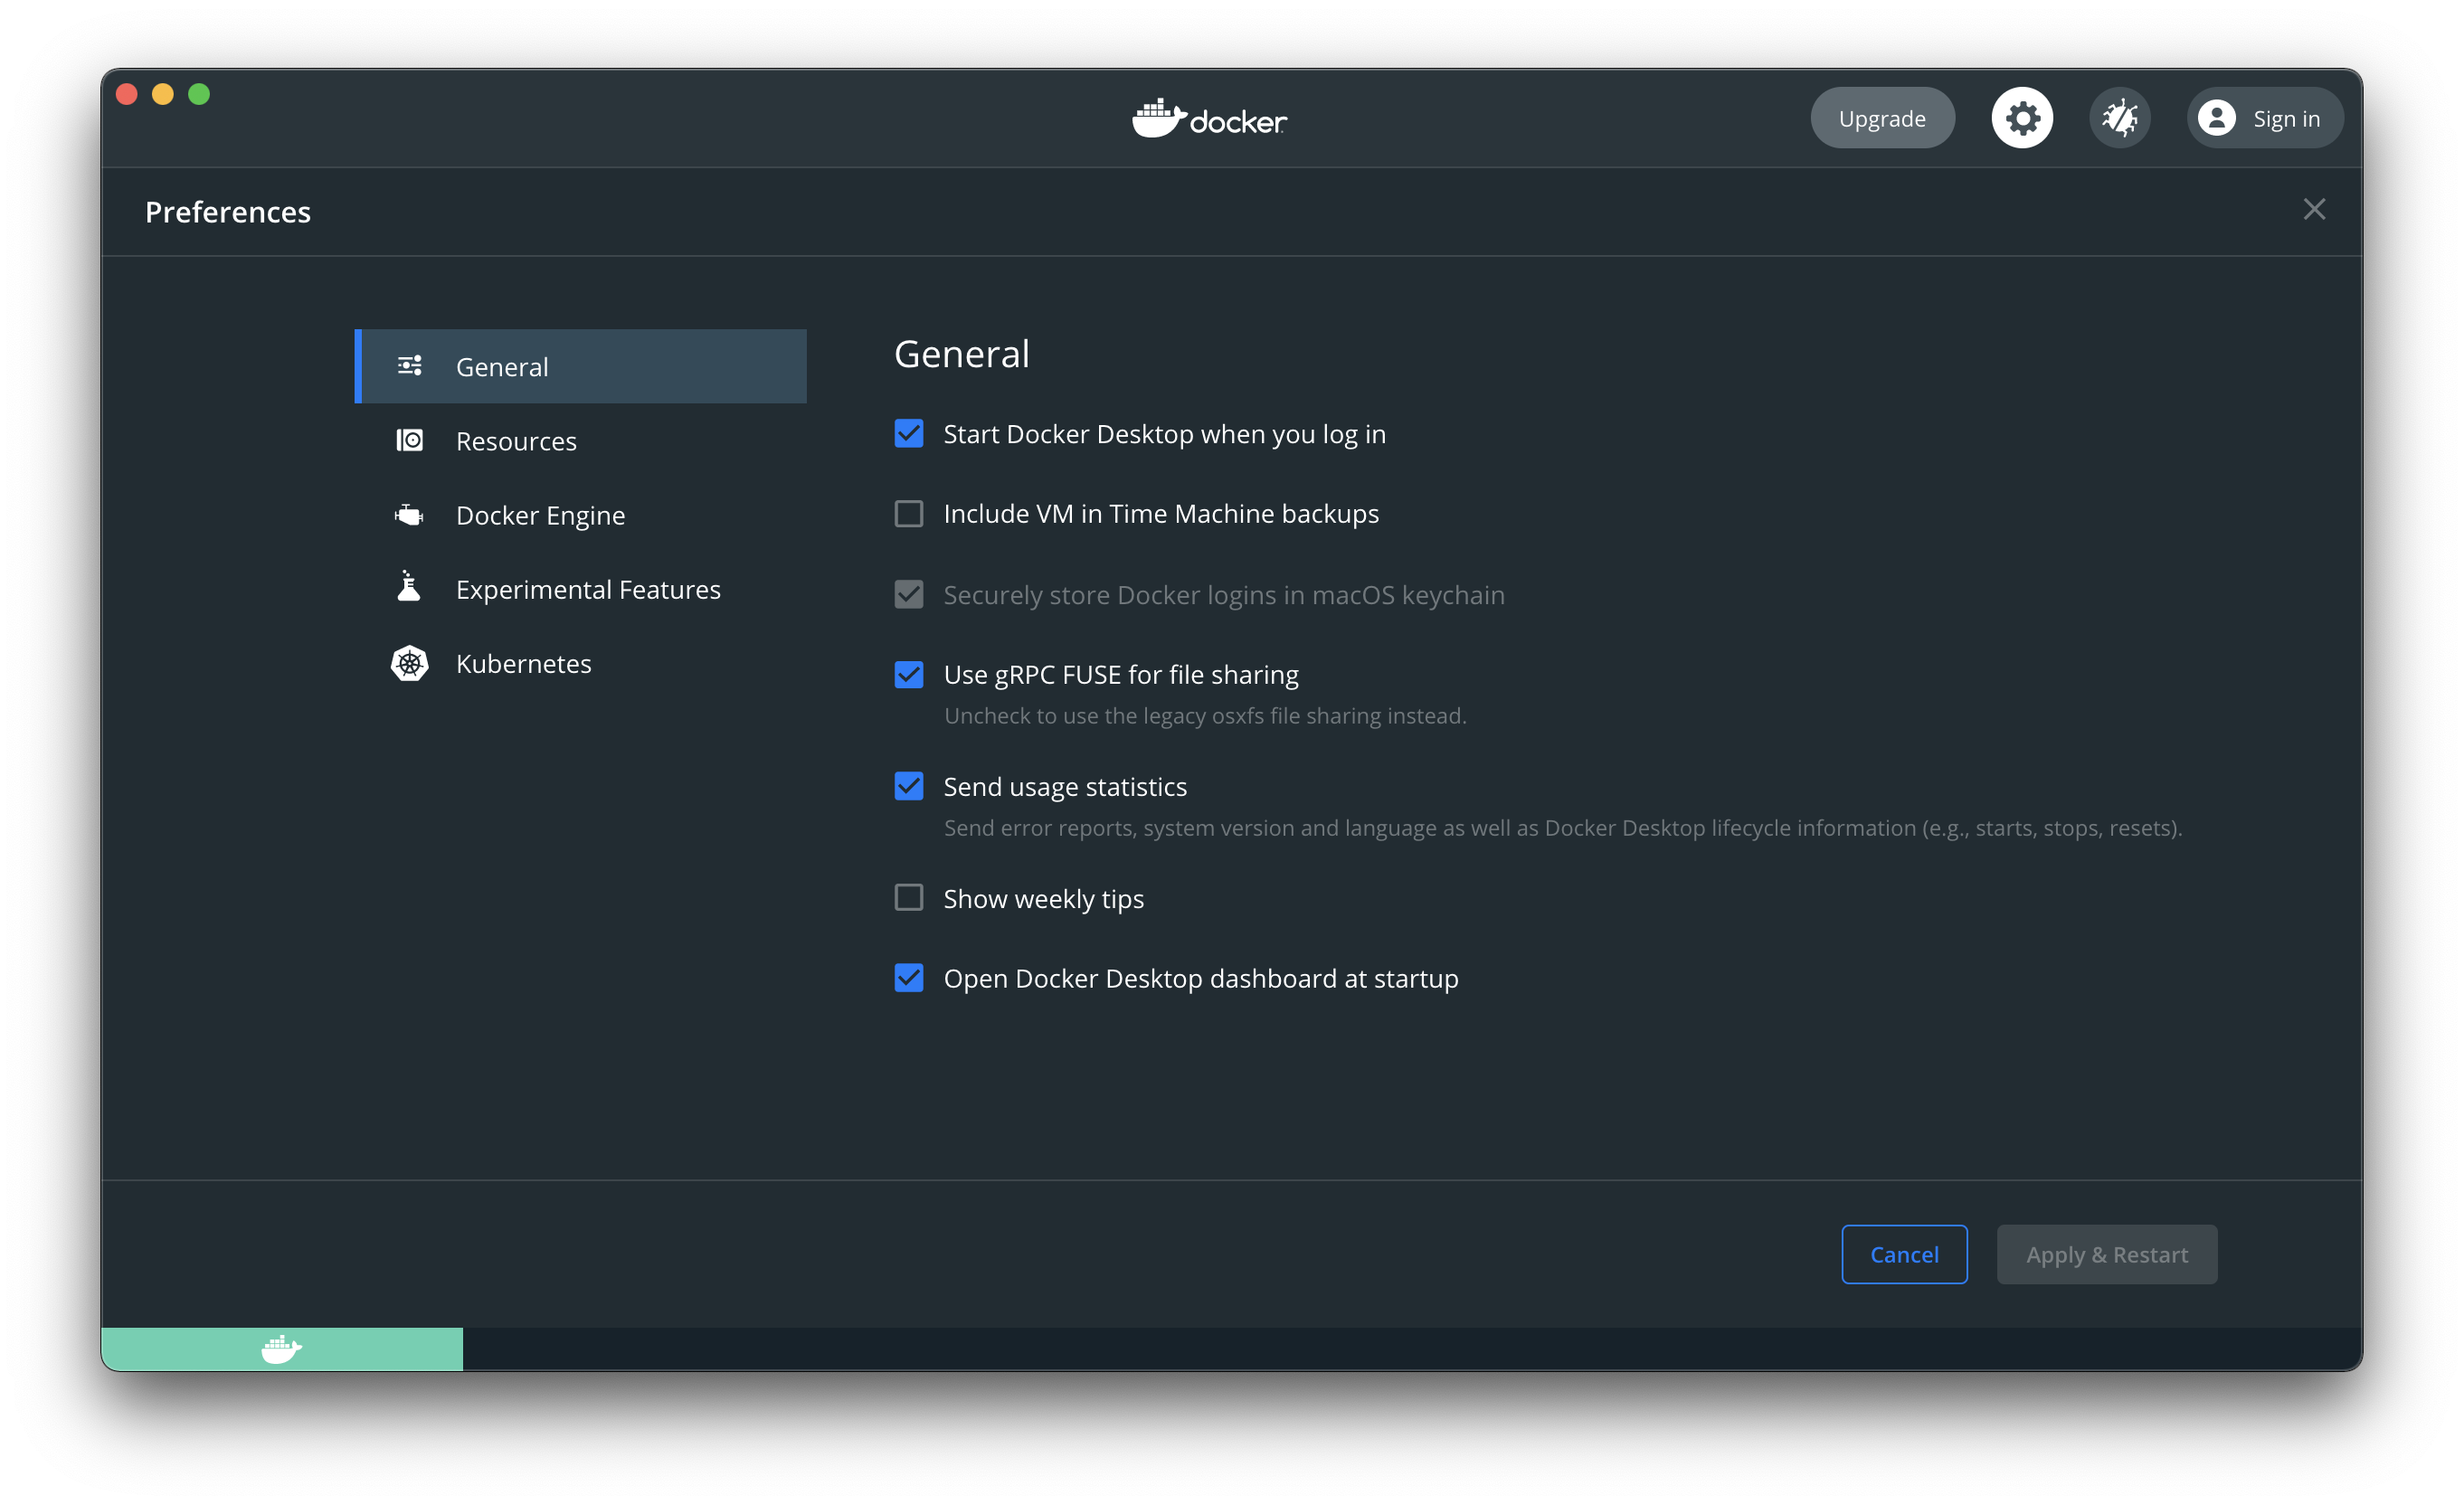 docker
Upgrade
Sign in
Preferences
General
Resources
Docker Engine
Experimental Features
Kubernetes
General
Start Docker Desktop when you log in
Include VM in Time Machine backups
Securely store Docker logins in macOS keychain
Use gRPC FUSE for file sharing
Uncheck to use the legacy osxfs file sharing instead.
Send usage statistics
Send error reports, system version and language as well as Docker Desktop lifecycle information (e.g., starts, stops, resets).
Show weekly tips
Open Docker Desktop dashboard at startup
Cancel
Apply & Restart